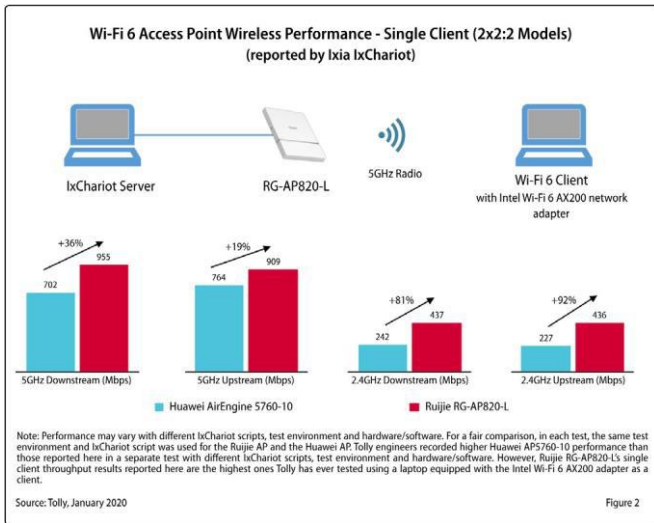 Wi-Fi 6 Access Point Wireless Performance - Single Client (2x2:2 Models)
(reported by Ixia IxChariot)
IxChariot Server
RG-AP820-L
5GHz Radio
Wi-Fi 6 Client
with Intel Wi-Fi 6 AX200 network
adapter
+36%
702
955
5GHz Downstream (Mbps)
+19%
764
909
5GHz Upstream (Mbps)
+81%
242
437
2.4GHz Downstream (Mbps)
+92%
227
436
2.4GHz Upstream (Mbps)
Huawei AirEngine 5760-10
Ruijie RG-AP820-L
Note: Performance may vary with different IxChariot scripts, test environment and hardware/software. For a fair comparison, in each test, the same test
environment and IxChariot script was used for the Ruijie AP and the Huawei AP. Tolly engineers recorded higher Huawei AP5760-10 performance than
those reported here in a separate test with different IxChariot scripts, test environment and hardware/software. However, Ruijie RG-AP820-L's single
client throughput results reported here are the highest ones Tolly has ever tested using a laptop equipped with the Intel Wi-Fi 6 AX200 adapter as a
client.
Source: Tolly, January 2020
Figure 2